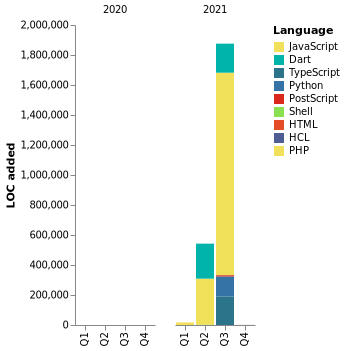 2020 2021
Language
JavaScript
Dart
TypeScript
Python
PostScript
Shell
HTML
HCL
PHP
LOC added
2,000,000
1,800,000
1,600,000
1,400,000
1,200,000
1,000,000
800,000
600,000
400,000
200,000
0
Q1 Q2 Q3 Q4 Q1 Q2 Q3 Q4